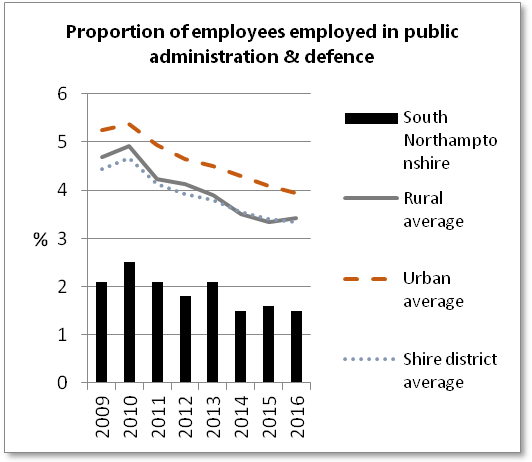 Proportion of employees employed in public
administration & defence
6
5
4
3
2
1
0
%
2009
2010
2011
2012
2013
2014
2015
2016
South
Northampto
nshire
Rural
average
Urban
average
Shire district
average